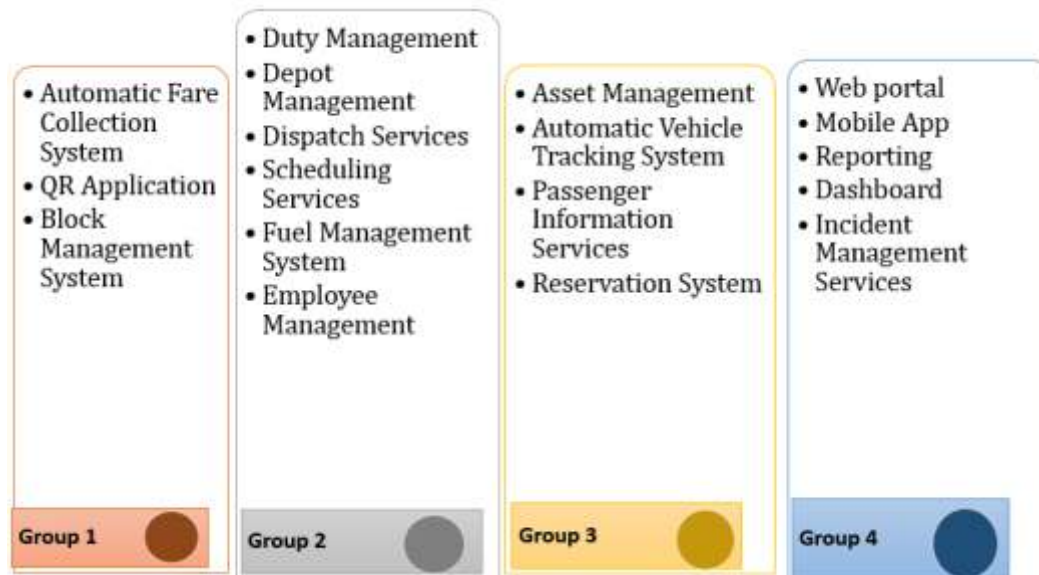 • Automatic Fare
Collection
System
• QR Application
• Block
Management
System
Group 1
• Duty Management
• Depot
Management
• Dispatch Services
• Scheduling
Services
• Fuel Management
System
• Employee
Management
Group 2
• Asset Management
• Automatic Vehicle
Tracking System
• Passenger
Information
Services
• Reservation System
Group 3
• Web portal
• Mobile App
• Reporting
• Dashboard
• Incident
Management
Services
Group 4